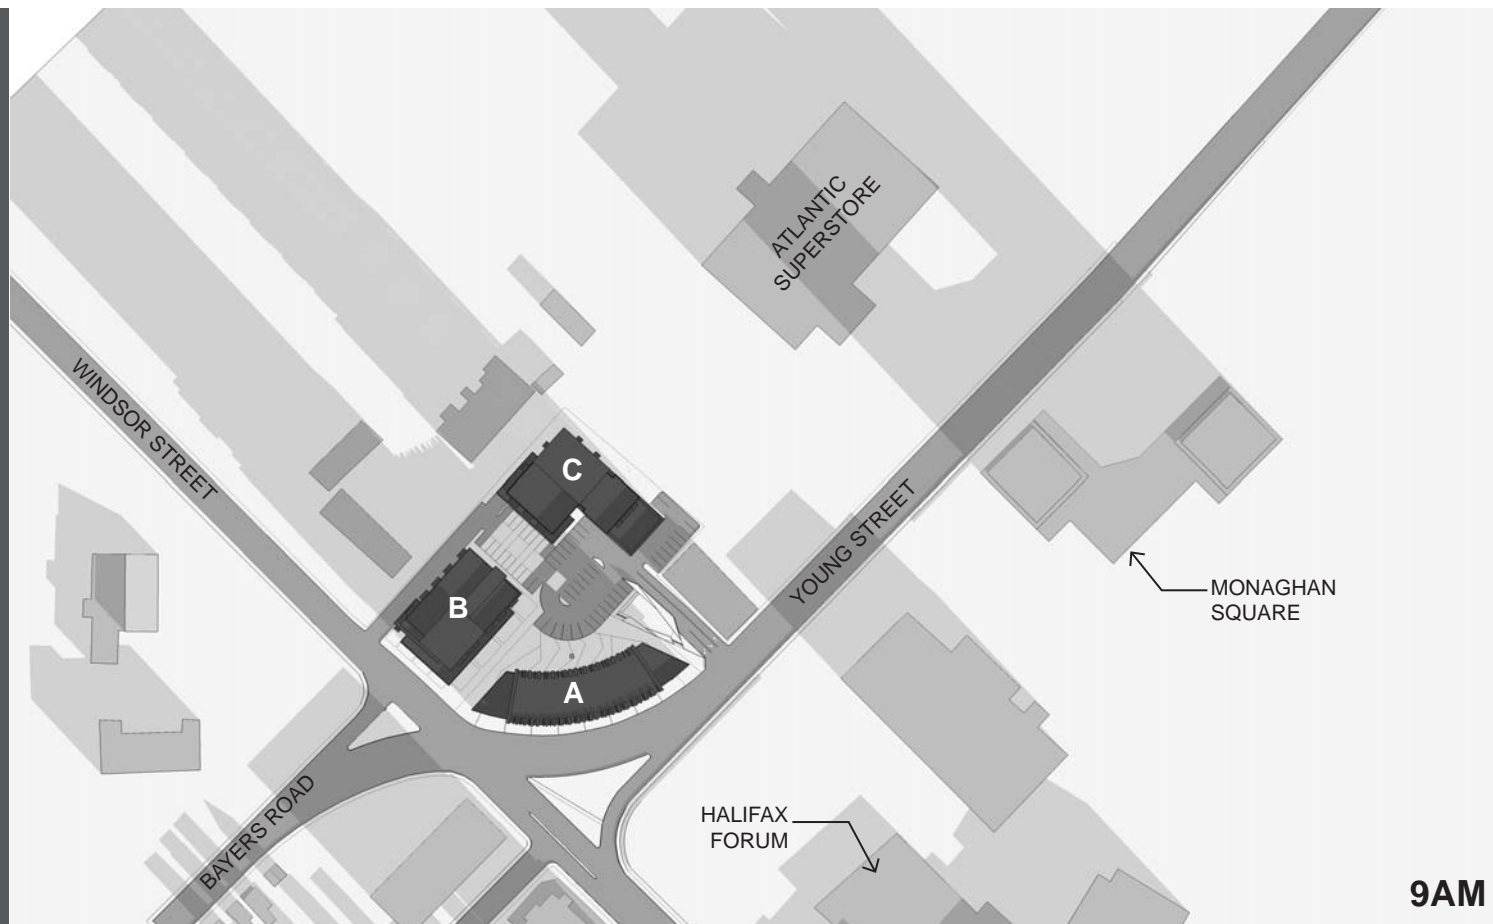 ATLANTIC
SUPERSTORE
WINDSOR STREET
C
YOUNG STREET
B
MONAGHAN
SQUARE
A
BAYERS ROAD
HALIFAX
FORUM
9AM